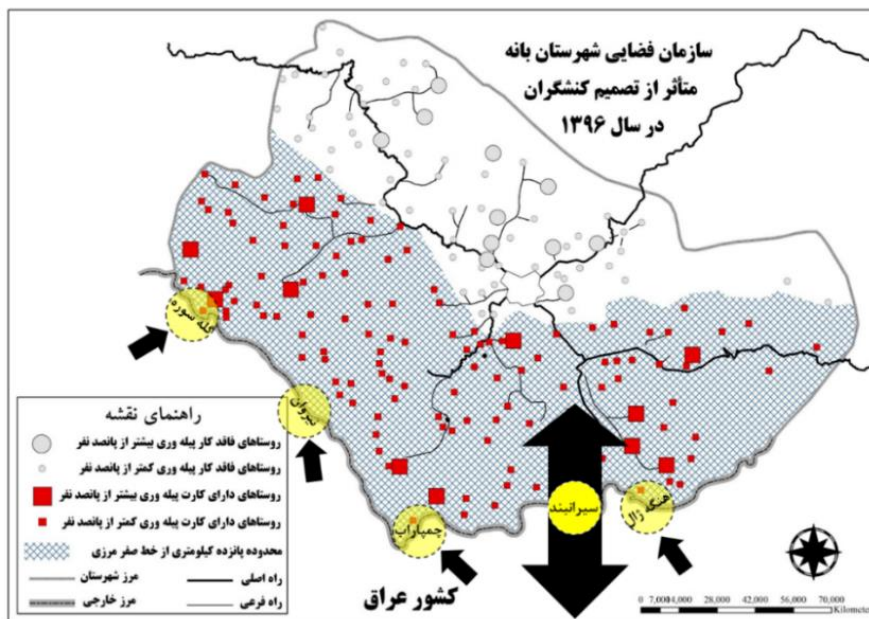 سازمان فضایی شهرستان بانه
متأثر از تصمیم کنشگران
در سال ۱۳۹۶
کله سوره
نیروان
چمپاراب
سیرانبند
هنگه ژال
کشور عراق
راهنمای نقشه
روستاهای فاقد کار پیله وری بیشتر از پانصد نفر
روستاهای فاقد کار پیله وری کمتر از پانصد نفر
روستاهای دارای کارت پیله وری بیشتر از پانصد نفر
روستاهای دارای کارت پیله وری کمتر از پانصد نفر
محدوده پانزده کیلومتری از خط صفر مرزی
راه اصلی
مرز شهرستان
راه فرعی
مرز خارجی
0 7,000 14,000 28,000 42,000 56,000 70,000
Kilometer